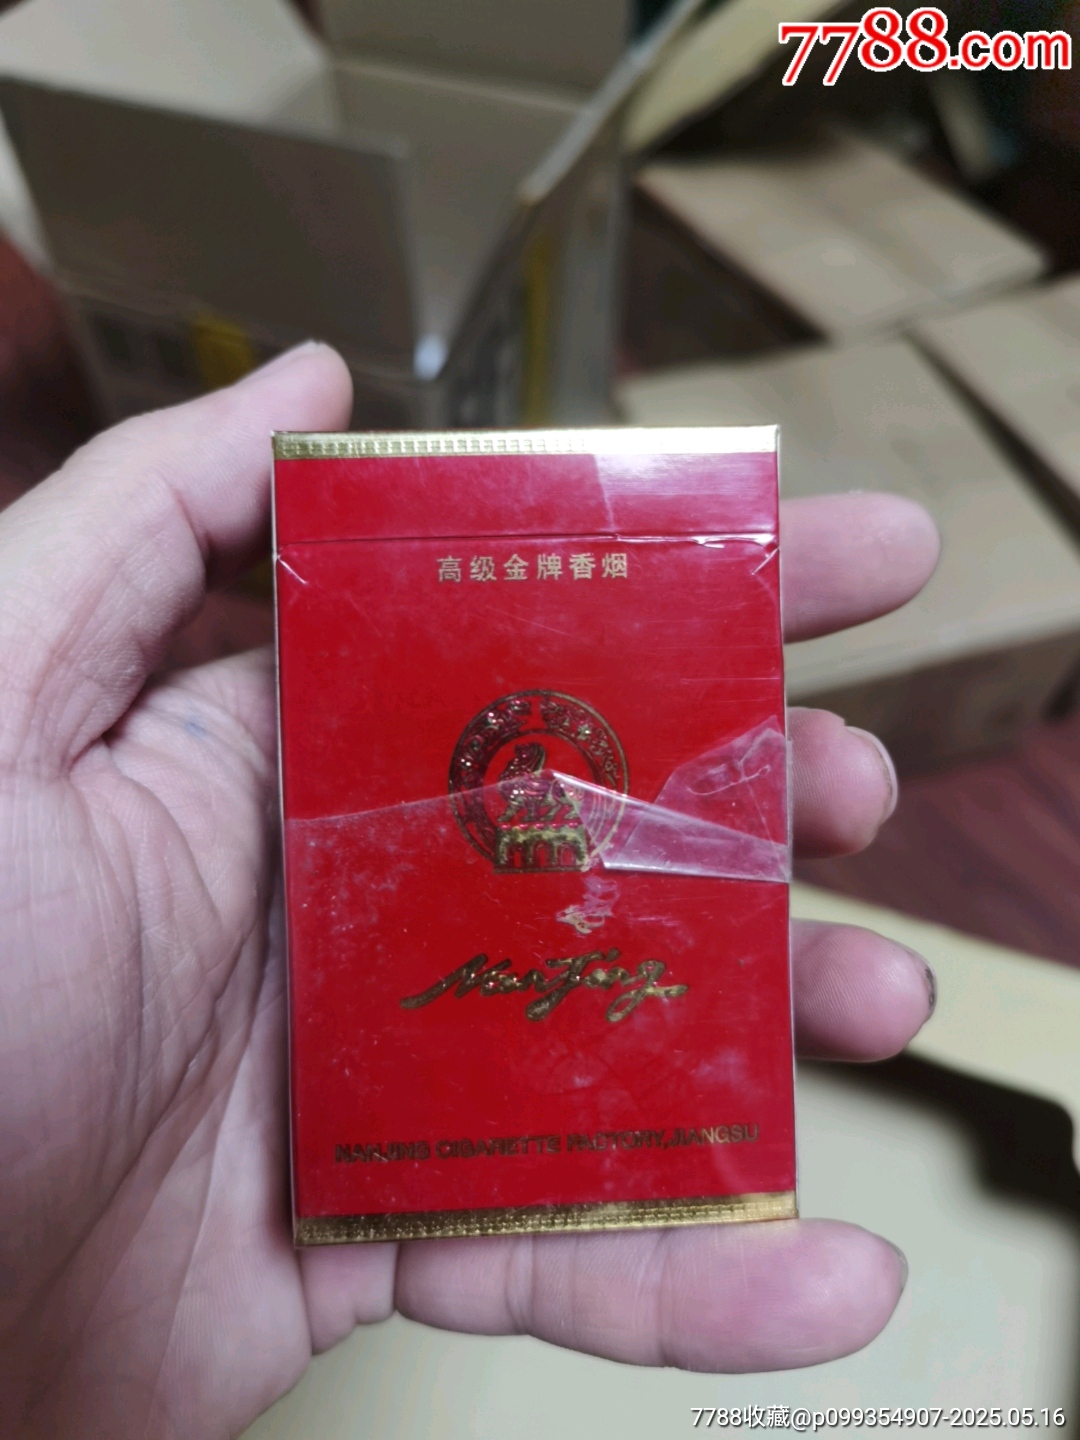 7788.com
高级金牌香烟
NanJing
NANJING CIGARETTE FACTORY,JIANGSU
7788收藏@p099354907-2025.05.16